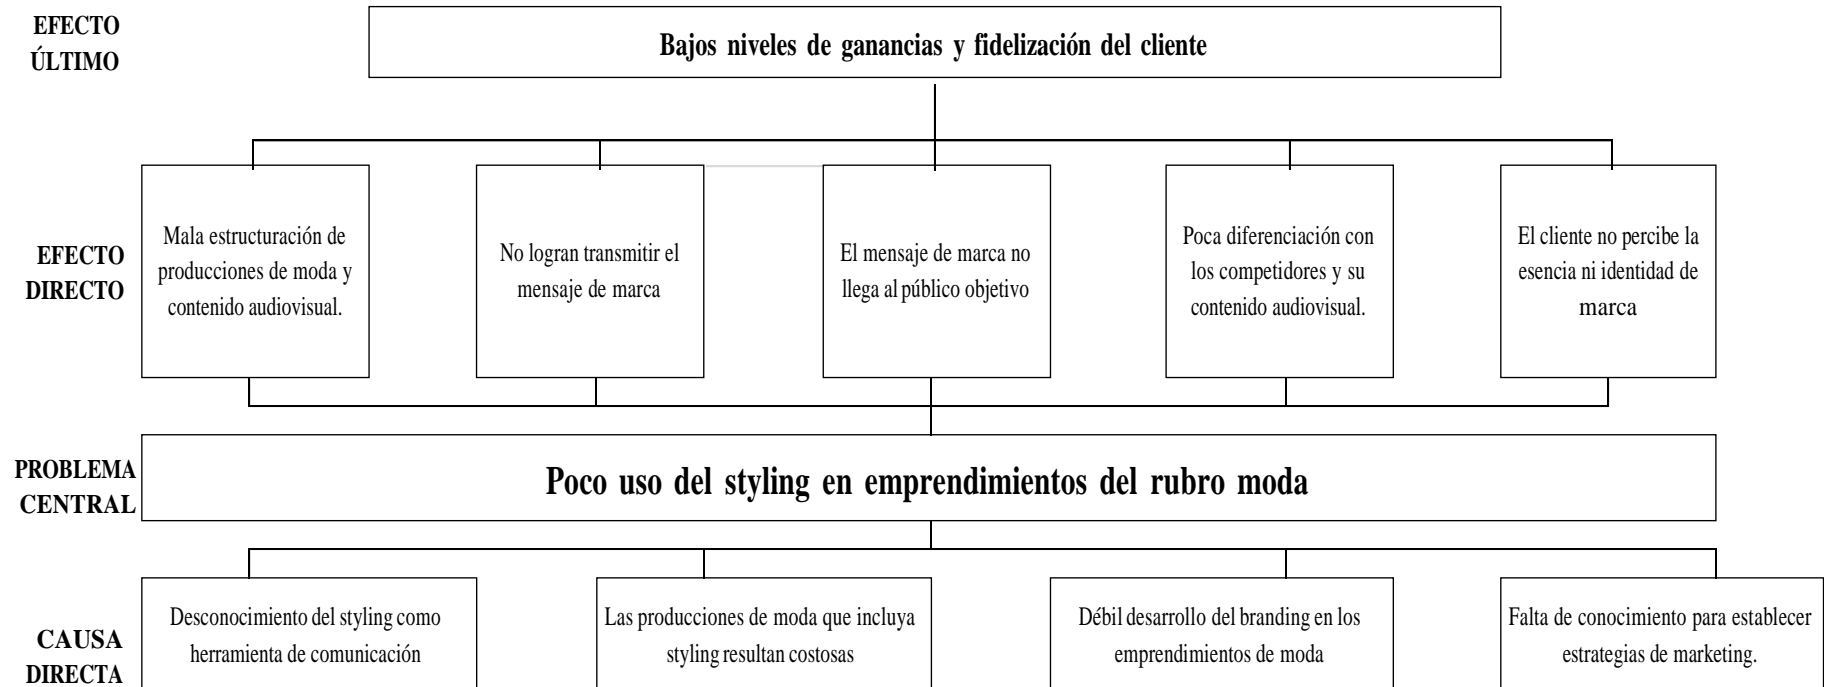 EFECTO
ÚLTIMO
Bajos niveles de ganancias y fidelización del cliente
EFECTO
DIRECTO
Mala estructuración de
producciones de moda y
contenido audiovisual.
No logran transmitir el
mensaje de marca
El mensaje de marca no
llega al público objetivo
Poca diferenciación con
los competidores y su
contenido audiovisual.
El cliente no percibe la
esencia ni identidad de
marca
PROBLEMA
CENTRAL
Poco uso del styling en emprendimientos del rubro moda
CAUSA
DIRECTA
Desconocimiento del styling como
herramienta de comunicación
Las producciones de moda que incluya
styling resultan costosas
Débil desarrollo del branding en los
emprendimientos de moda
Falta de conocimiento para establecer
estrategias de marketing.